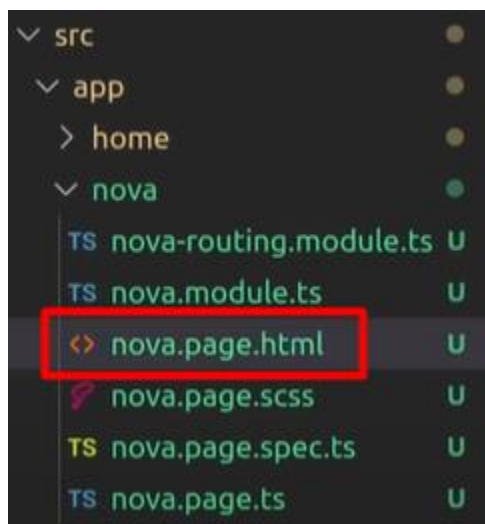 src
app
home
nova
TS nova-routing.module.ts U
TS nova.module.ts U
<> nova.page.html U
nova.page.scss U
TS nova.page.spec.ts U
TS nova.page.ts U